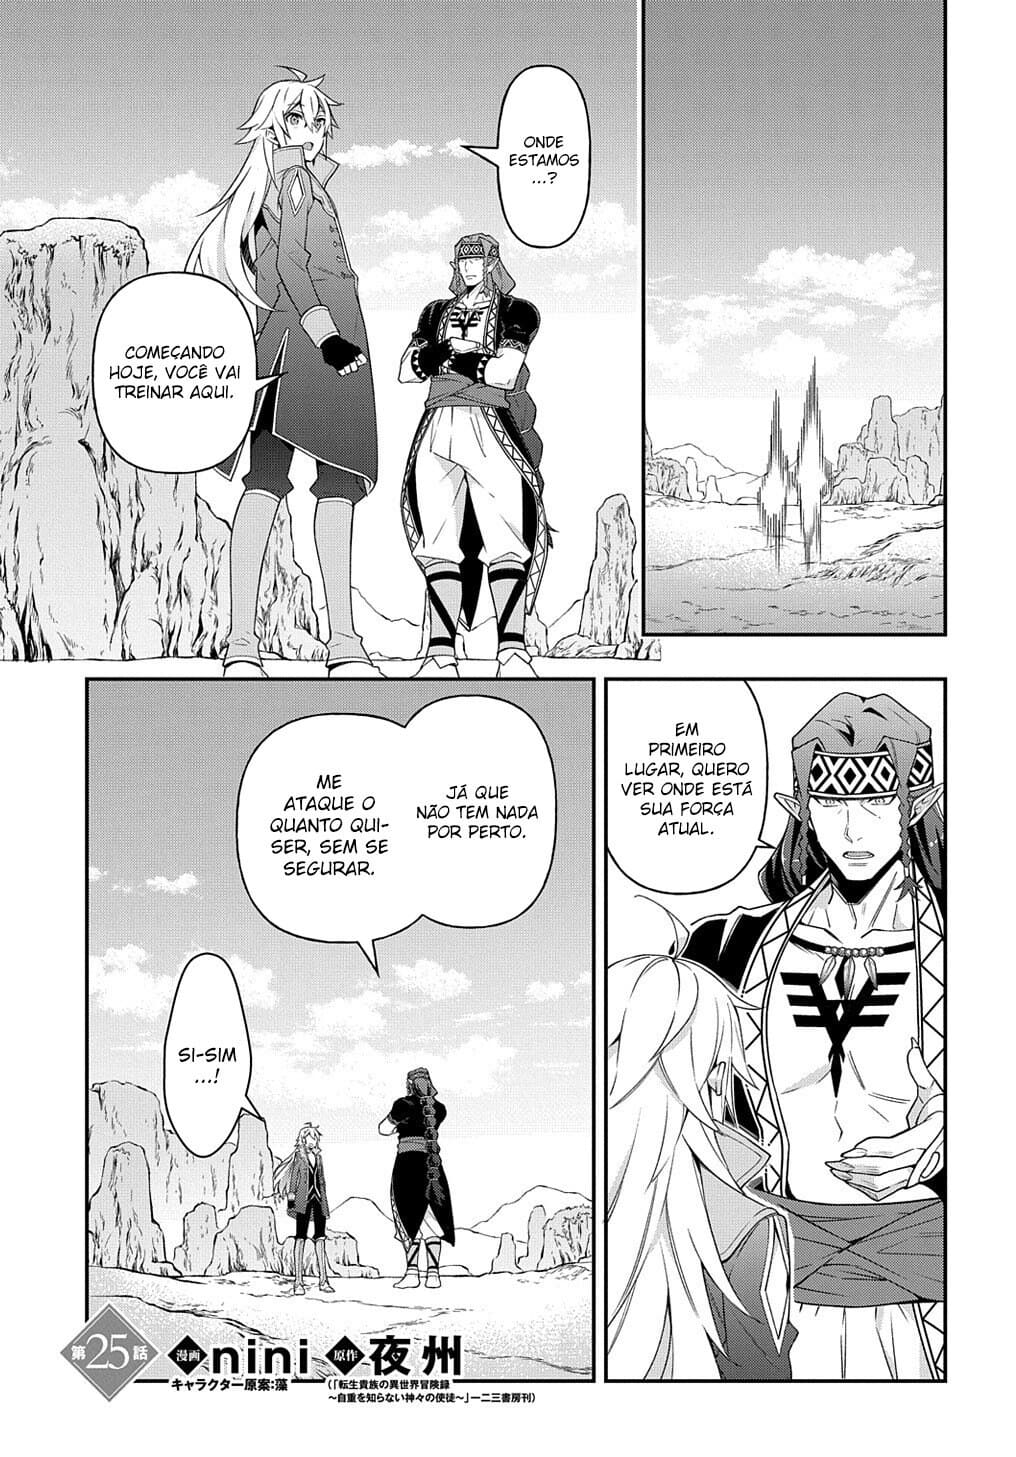 ONDE
ESTAMOS
...?
COMEÇANDO
HOJE, VOCÊ VAI
TREINAR AQUI.
EM
PRIMEIRO
LUGAR, QUERO
VER ONDE ESTÁ
SUA FORÇA
ATUAL.
JÁ QUE
NÃO TEM NADA
POR PERTO.
ME
ATAQUE O
QUANTO QUI-
SER, SEM SE
SEGURAR.
SI-SIM
...!
第25話
漫画 nini 原作 夜州
キャラクター原案:藻
(「転生貴族の異世界冒険録
〜自重を知らない神々の使徒〜」一二三書房刊)